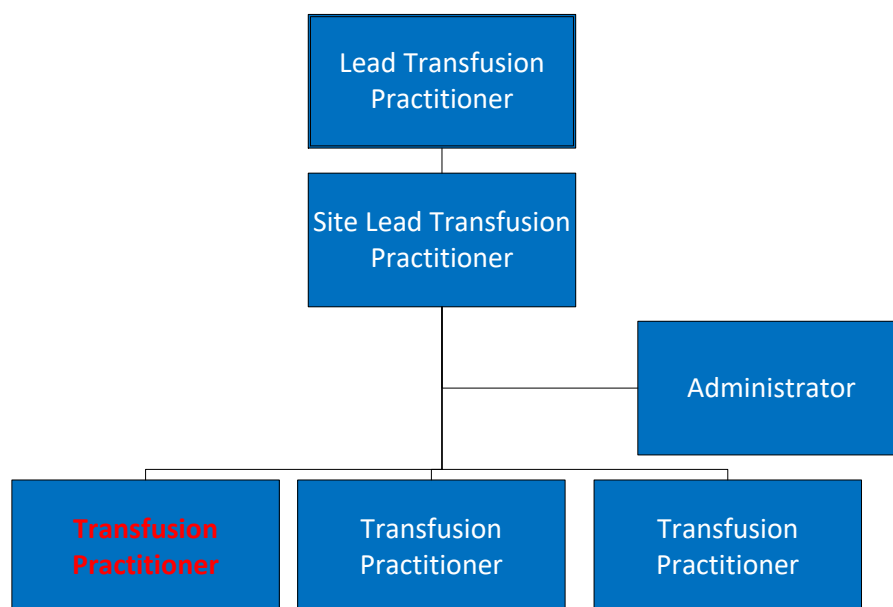 Lead Transfusion
Practitioner
Site Lead Transfusion
Practitioner
Administrator
Transfusion
Practitioner
Transfusion
Practitioner
Transfusion
Practitioner